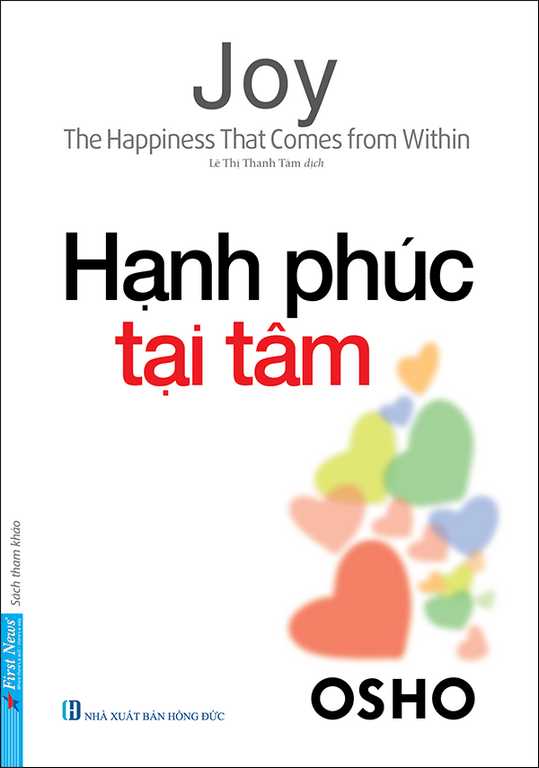 Joy
The Happiness That Comes from Within
Lê Thị Thanh Tâm dịch
Hạnh phúc
tại tâm
Sách tham khảo
First News®
OSHO
NHÀ XUẤT BẢN HỒNG ĐỨC